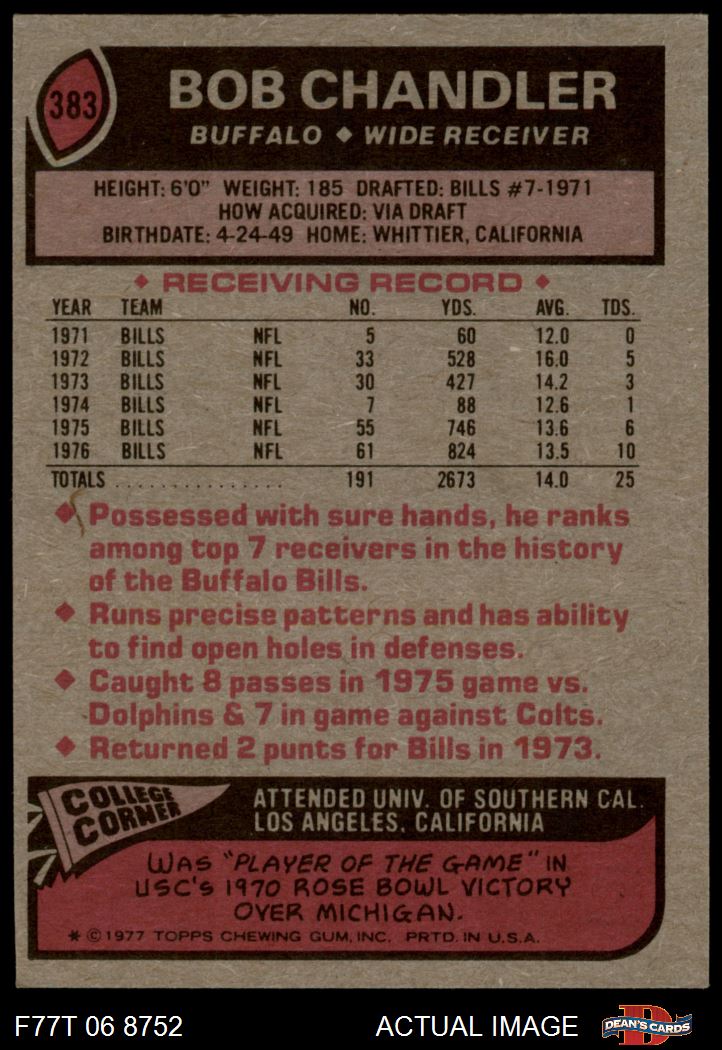 383
BOB CHANDLER
BUFFALO ◆ WIDE RECEIVER
HEIGHT: 6'0" WEIGHT: 185 DRAFTED: BILLS #7-1971
HOW ACQUIRED: VIA DRAFT
BIRTHDATE: 4-24-49 HOME: WHITTIER, CALIFORNIA
◆ RECEIVING RECORD ◆
YEAR TEAM NO. YDS. AVG. TDS.
1971 BILLS NFL 5 60 12.0 0
1972 BILLS NFL 33 528 16.0 5
1973 BILLS NFL 30 427 14.2 3
1974 BILLS NFL 7 88 12.6 1
1975 BILLS NFL 55 746 13.6 6
1976 BILLS NFL 61 824 13.5 10
TOTALS ............... 191 2673 14.0 25
◆ Possessed with sure hands, he ranks
among top 7 receivers in the history
of the Buffalo Bills.
◆ Runs precise patterns and has ability
to find open holes in defenses.
◆ Caught 8 passes in 1975 game vs.
Dolphins & 7 in game against Colts.
◆ Returned 2 punts for Bills in 1973.
COLLEGE
CORNER
ATTENDED UNIV. OF SOUTHERN CAL.
LOS ANGELES, CALIFORNIA
WAS "PLAYER OF THE GAME" IN
USC'S 1970 ROSE BOWL VICTORY
OVER MICHIGAN.
* © 1977 TOPPS CHEWING GUM, INC. PRTD. IN U.S.A.
F77T 06 8752
ACTUAL IMAGE
D
DEAN'S CARDS